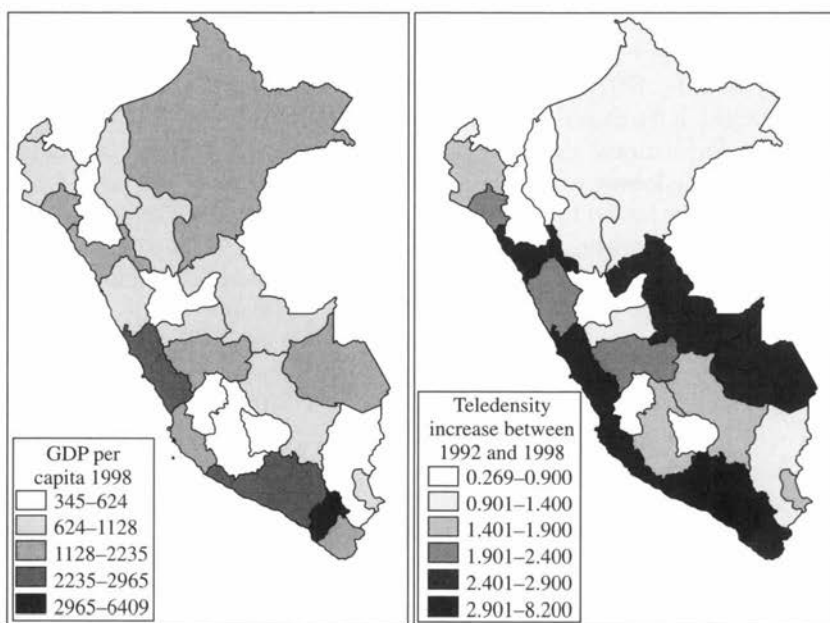 GDP per
capita 1998
345–624
624–1128
1128–2235
2235–2965
2965–6409
Teledensity
increase between
1992 and 1998
0.269–0.900
0.901–1.400
1.401–1.900
1.901–2.400
2.401–2.900
2.901–8.200